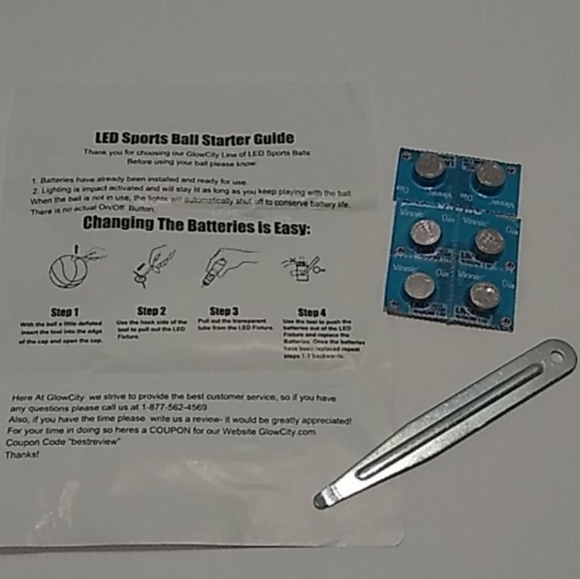 LED Sports Ball Starter Guide
Thank you for choosing our GlowCity Line of LED Sports Balls
Before using your ball please know:
1. Batteries have already been installed and ready for use.
2. Lighting is impact activated and will stay lit as long as you keep playing with the ball.
When the ball is not in use, the lights will automatically shut off to conserve battery life.
There is no actual On/Off Button.
Changing The Batteries is Easy:
Step 1
With the ball a little deflated
insert the tool into the edge
of the cap and open the cap.
Step 2
Use the hook side of the
tool to pull out the LED
Fixture.
Step 3
Pull out the transparent
tube from the LED Fixture.
Step 4
Use the tool to push the
batteries out of the LED
Fixture and replace the
Batteries. Once the batteries
have been replaced repeat
steps 1-3 backwards.
Here At GlowCity we strive to provide the best customer service, so if you have
any questions please call us at 1-877-562-4569
Also, if you have the time please write us a review- it would be greatly appreciated!
For your time in doing so heres a COUPON for our Website GlowCity.com
Coupon Code "bestreview"
Thanks!
Vinnic
Vinnic